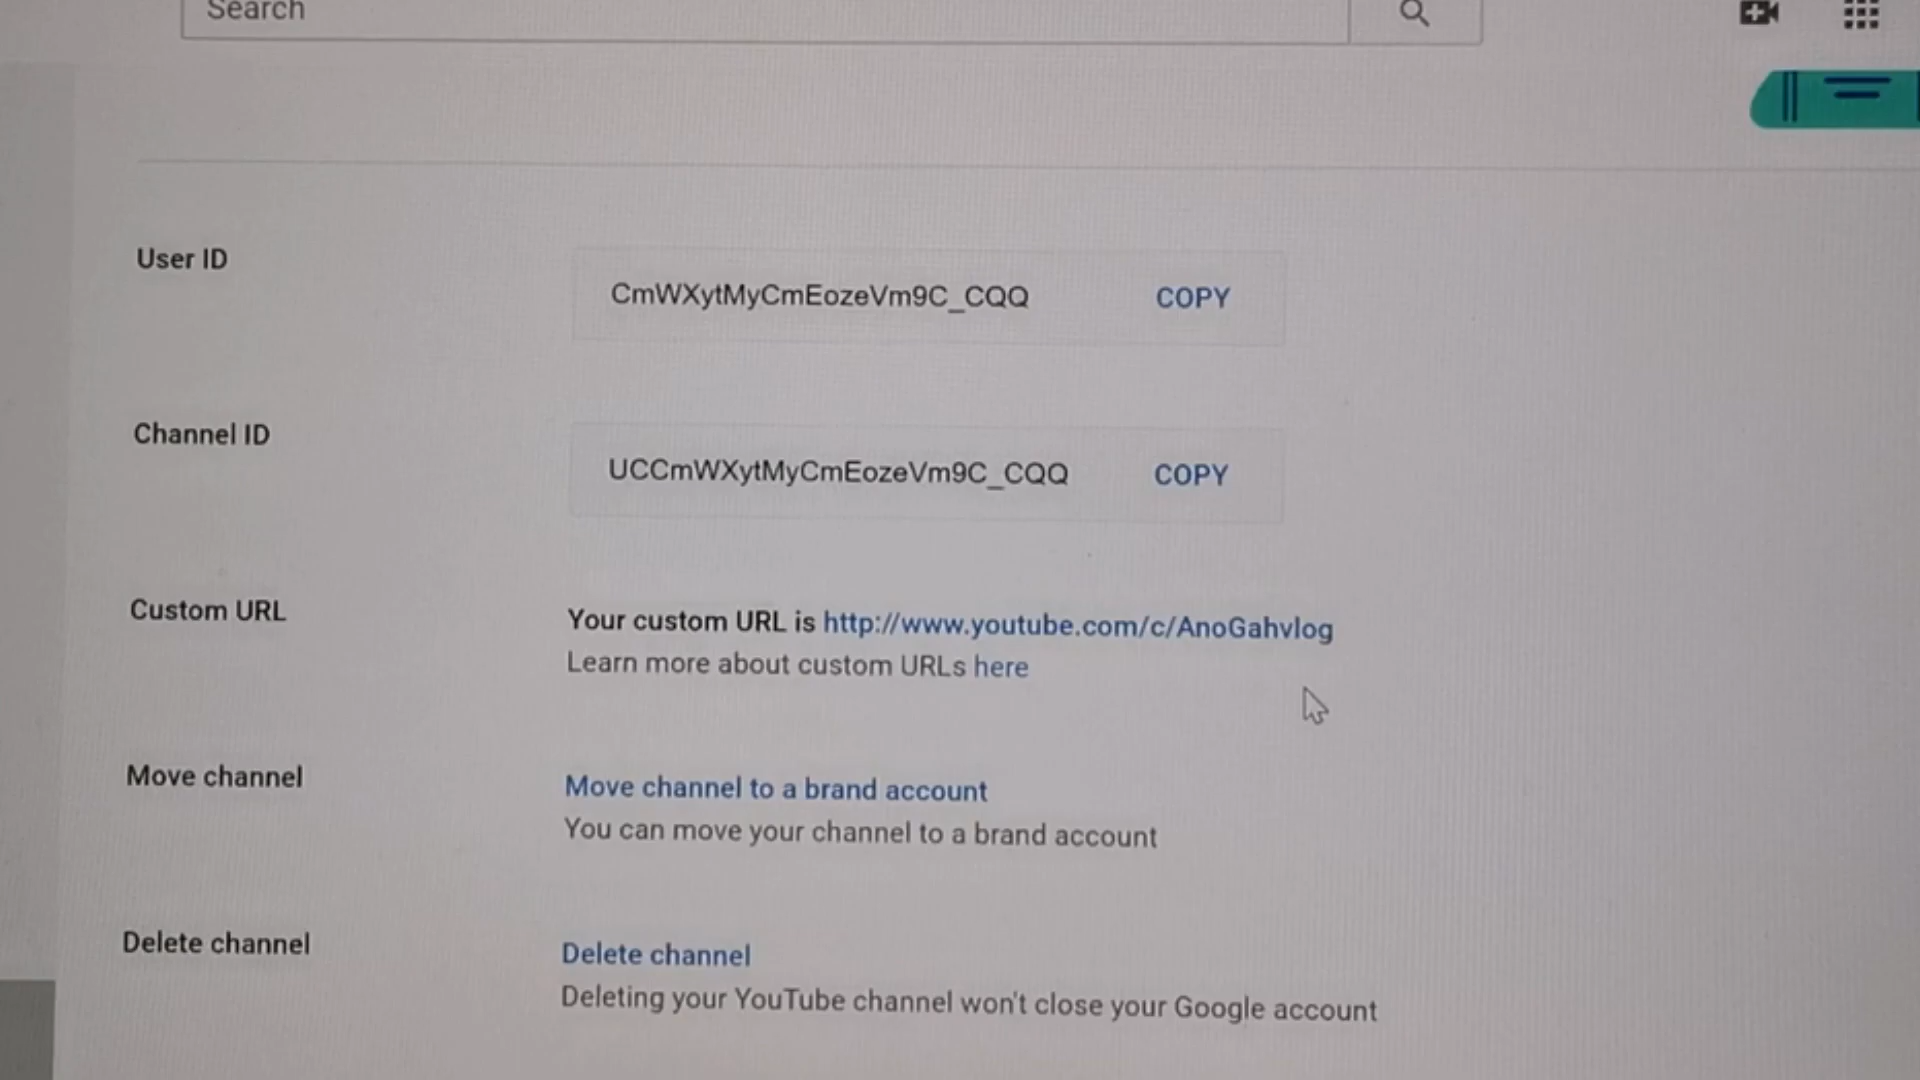 Search
User ID
CmWXytMyCmEozeVm9C_CQQ COPY
Channel ID
UCCmWXytMyCmEozeVm9C_CQQ COPY
Custom URL
Your custom URL is http://www.youtube.com/c/AnoGahvlog
Learn more about custom URLs here
Move channel
Move channel to a brand account
You can move your channel to a brand account
Delete channel
Delete channel
Deleting your YouTube channel won't close your Google account